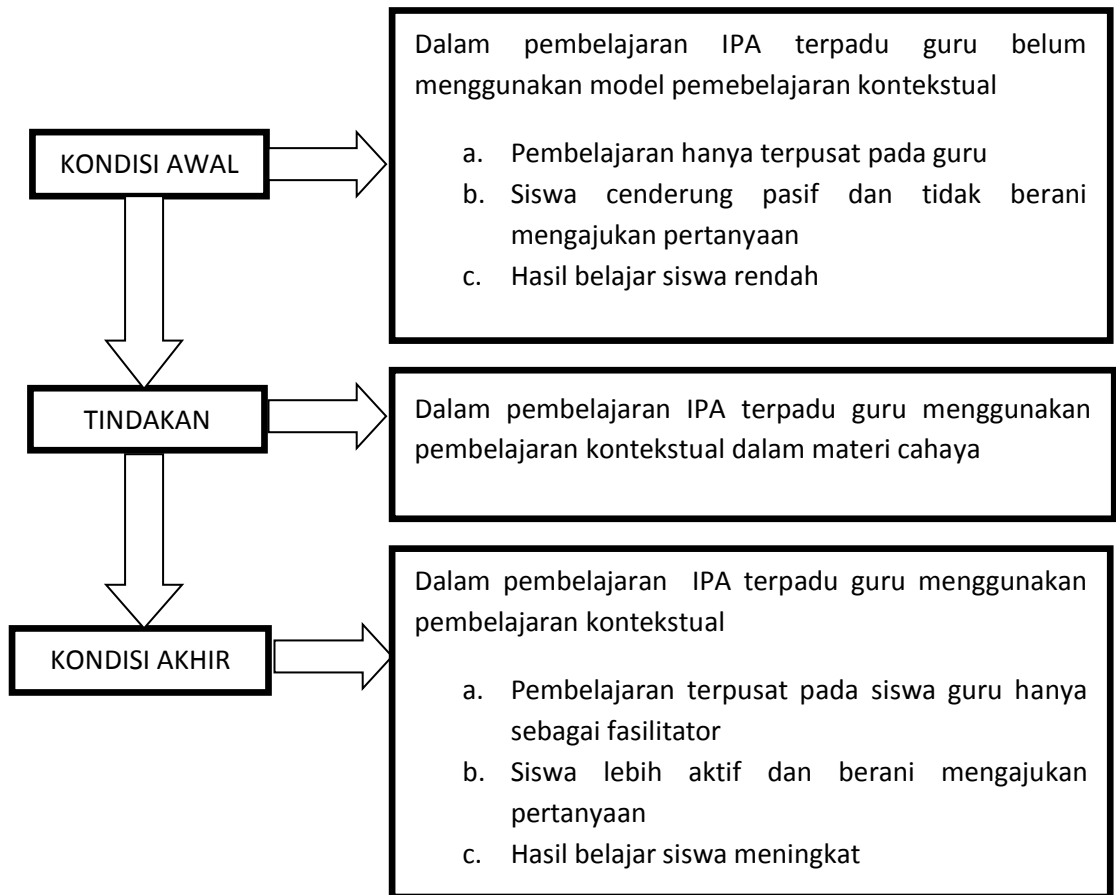 KONDISI AWAL
Dalam pembelajaran IPA terpadu guru belum
menggunakan model pemebelajaran kontekstual
a. Pembelajaran hanya terpusat pada guru
b. Siswa cenderung pasif dan tidak berani
mengajukan pertanyaan
c. Hasil belajar siswa rendah
TINDAKAN
Dalam pembelajaran IPA terpadu guru menggunakan
pembelajaran kontekstual dalam materi cahaya
KONDISI AKHIR
Dalam pembelajaran IPA terpadu guru menggunakan
pembelajaran kontekstual
a. Pembelajaran terpusat pada siswa guru hanya
sebagai fasilitator
b. Siswa lebih aktif dan berani mengajukan
pertanyaan
c. Hasil belajar siswa meningkat